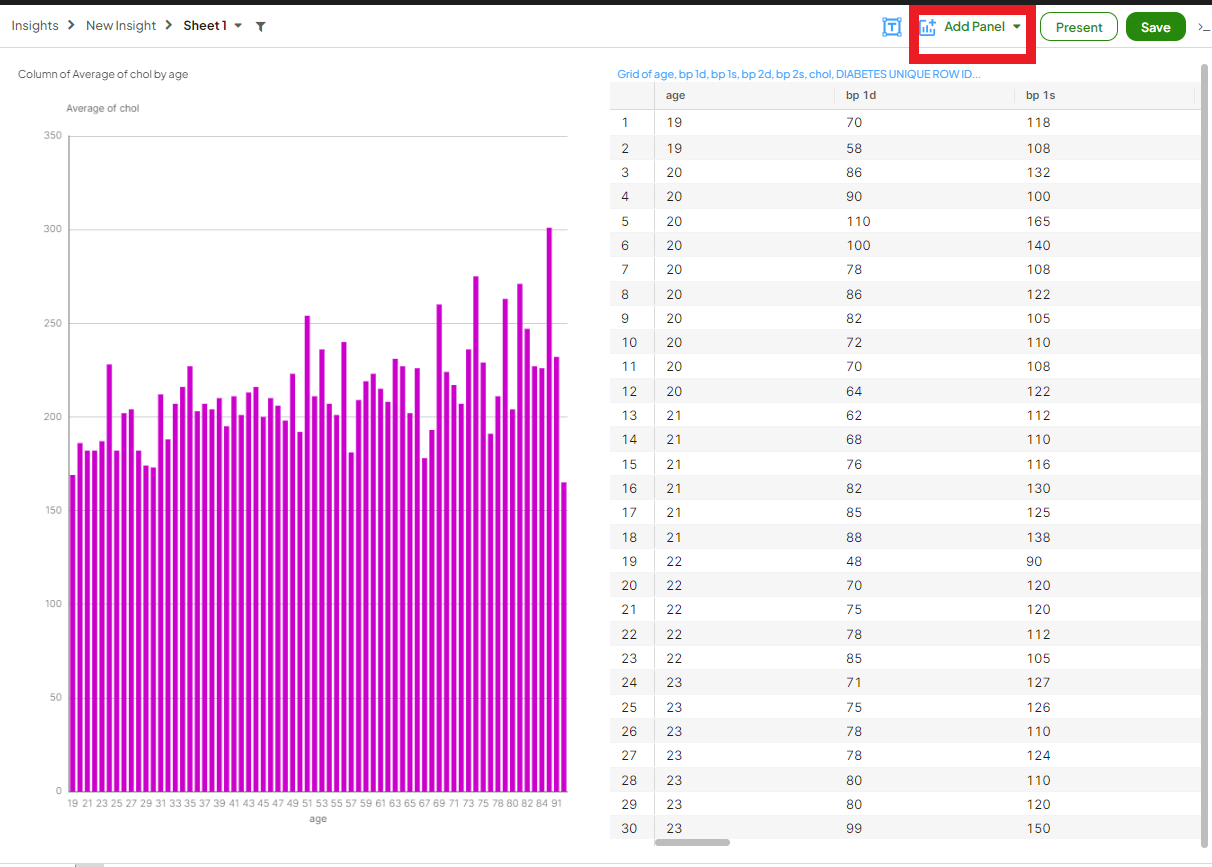 Insights > New Insight > Sheet 1
T Add Panel Present Save >_
Column of Average of chol by age
Average of chol
350
300
250
200
150
100
50
0
19 21 23 25 27 29 31 33 35 37 39 41 43 45 47 49 51 53 55 57 59 61 63 65 67 69 71 73 75 78 80 82 84 91
age
Grid of age, bp 1d, bp 1s, bp 2d, bp 2s, chol, DIABETES UNIQUE ROW ID...
age bp 1d bp 1s
1 19 70 118
2 19 58 108
3 20 86 132
4 20 90 100
5 20 110 165
6 20 100 140
7 20 78 108
8 20 86 122
9 20 82 105
10 20 72 110
11 20 70 108
12 20 64 122
13 21 62 112
14 21 68 110
15 21 76 116
16 21 82 130
17 21 85 125
18 21 88 138
19 22 48 90
20 22 70 120
21 22 75 120
22 22 78 112
23 22 85 105
24 23 71 127
25 23 75 126
26 23 78 110
27 23 78 124
28 23 80 110
29 23 80 120
30 23 99 150